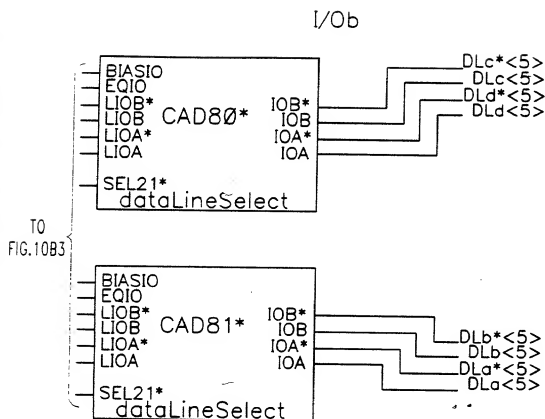 I/Ob
BIASIO
EQIO
LIOB*
LIOB
LIOA*
LIOA
SEL21*
CAD80*
dataLineSelect
IOB*
IOB
IOA*
IOA
DLc*<5>
DLc<5>
DLd*<5>
DLd<5>
TO
FIG.10B3
BIASIO
EQIO
LIOB*
LIOB
LIOA*
LIOA
SEL21*
CAD81*
dataLineSelect
IOB*
IOB
IOA*
IOA
DLb*<5>
DLb<5>
DLa*<5>
DLa<5>